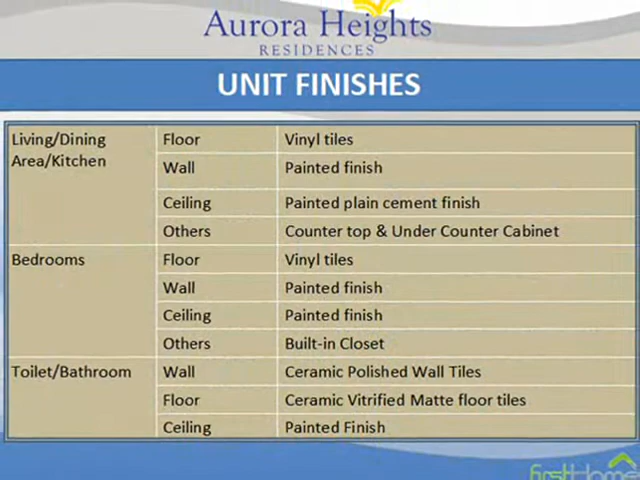 Aurora Heights
RESIDENCES
UNIT FINISHES
Living/Dining Area/Kitchen Floor Vinyl tiles
Wall Painted finish
Ceiling Painted plain cement finish
Others Counter top & Under Counter Cabinet
Bedrooms Floor Vinyl tiles
Wall Painted finish
Ceiling Painted finish
Others Built-in Closet
Toilet/Bathroom Wall Ceramic Polished Wall Tiles
Floor Ceramic Vitrified Matte floor tiles
Ceiling Painted Finish
firstHome